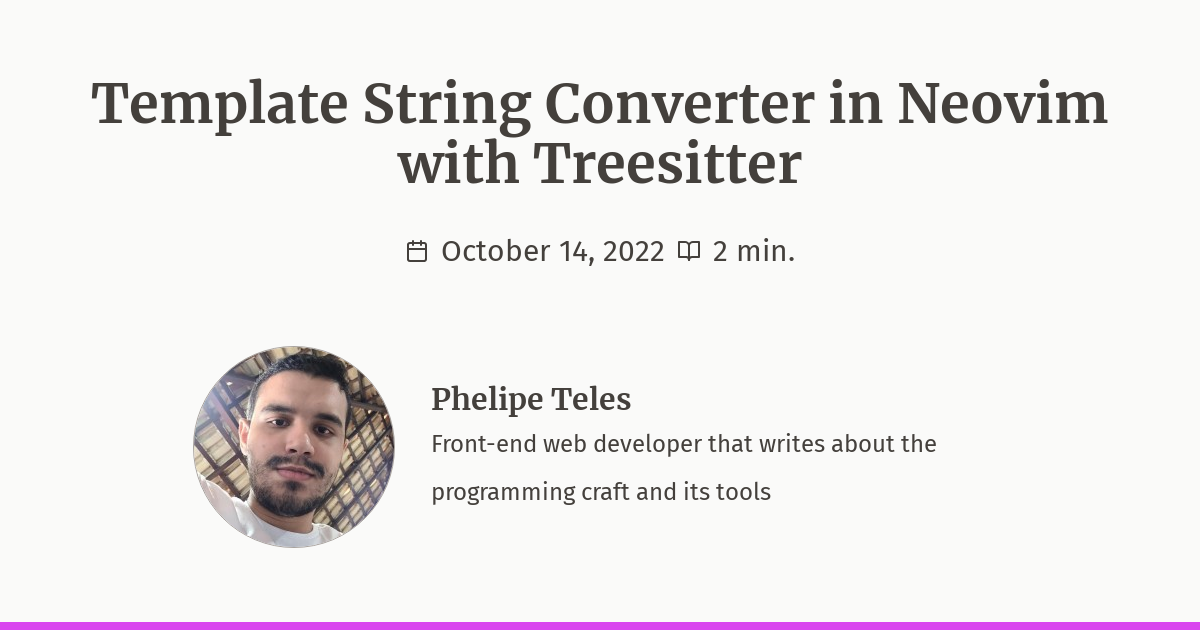 Template String Converter in Neovim
with Treesitter
October 14, 2022 2 min.
Phelipe Teles
Front-end web developer that writes about the
programming craft and its tools